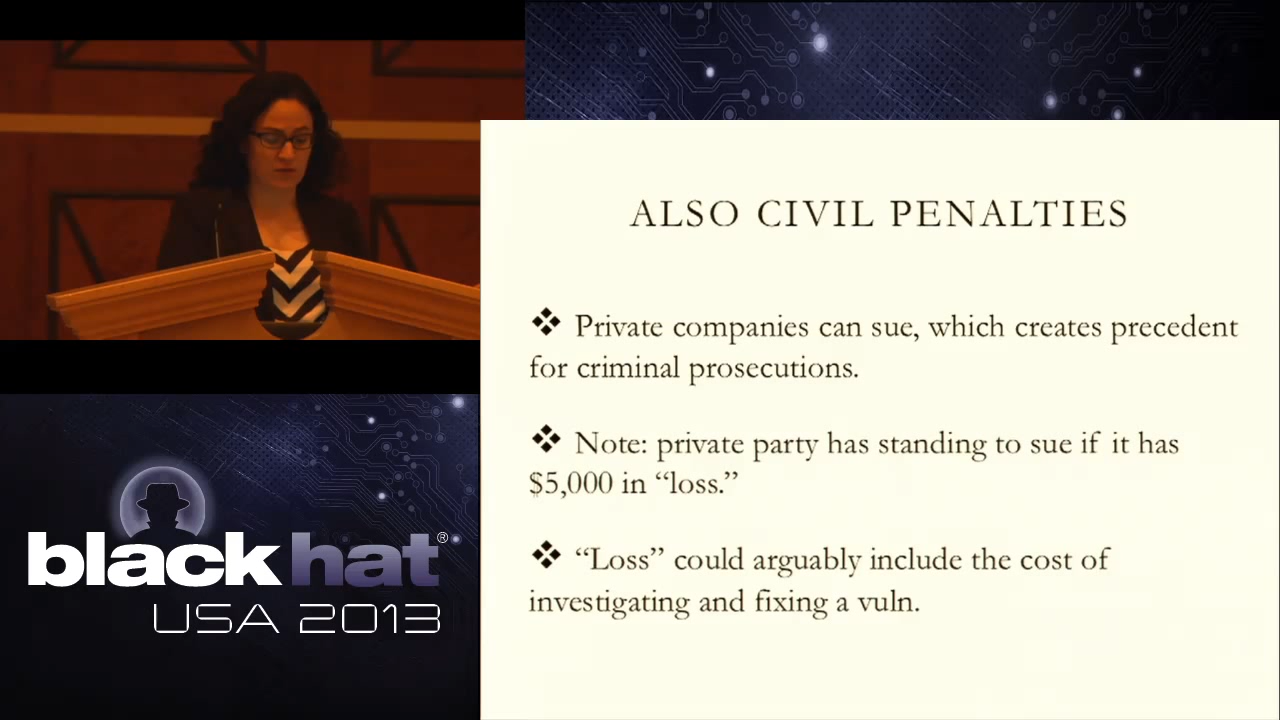 ALSO CIVIL PENALTIES
❖ Private companies can sue, which creates precedent
for criminal prosecutions.
❖ Note: private party has standing to sue if it has
$5,000 in “loss.”
❖ “Loss” could arguably include the cost of
investigating and fixing a vuln.
black hat®
USA 2013